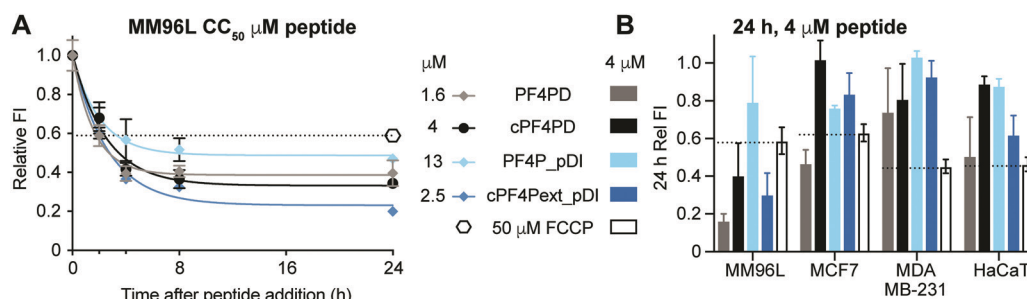 A
MM96L CC50 μM peptide
Relative FI
1.0
0.8
0.6
0.4
0.2
0
0
8
16
24
Time after peptide addition (h)
μM
4 μM
1.6 PF4PD
4 cPF4PD
13 PF4P_pDI
2.5 cPF4Pext_pDI
50 μM FCCP
B
24 h, 4 μM peptide
24 h Rel FI
1.0
0.8
0.6
0.4
0.2
0
MM96L
MCF7
MDA
MB-231
HaCaT